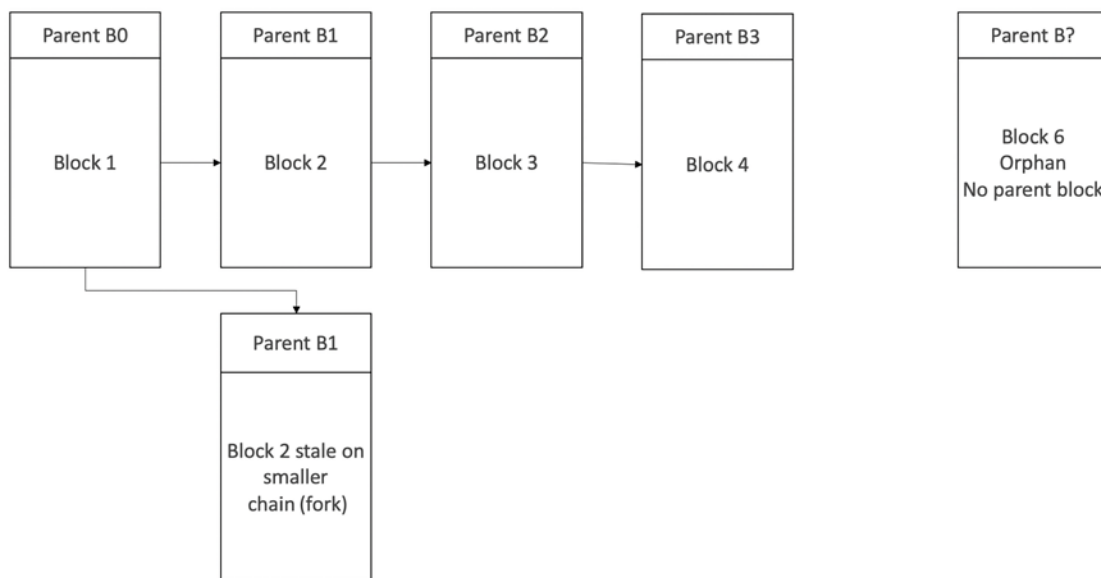 Parent B0
Parent B1
Parent B2
Parent B3
Parent B?
Block 1
Block 2
Block 3
Block 4
Block 6
Orphan
No parent block
Parent B1
Block 2 stale on
smaller
chain (fork)